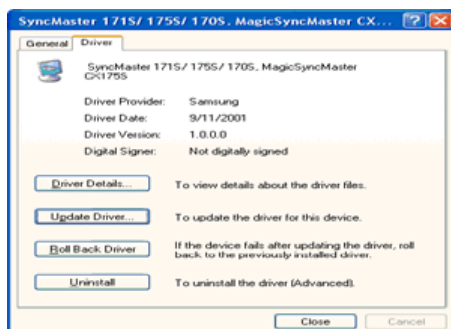 SyncMaster 171S/ 175S/ 170S, MagicSyncMaster CX...
General Driver
SyncMaster 171S/ 175S/ 170S, MagicSyncMaster
CX175S
Driver Provider: Samsung
Driver Date: 9/11/2001
Driver Version: 1.0.0.0
Digital Signer: Not digitally signed
Driver Details... To view details about the driver files.
Update Driver... To update the driver for this device.
Roll Back Driver If the device fails after updating the driver, roll
back to the previously installed driver.
Uninstall To uninstall the driver (Advanced).
Close Cancel